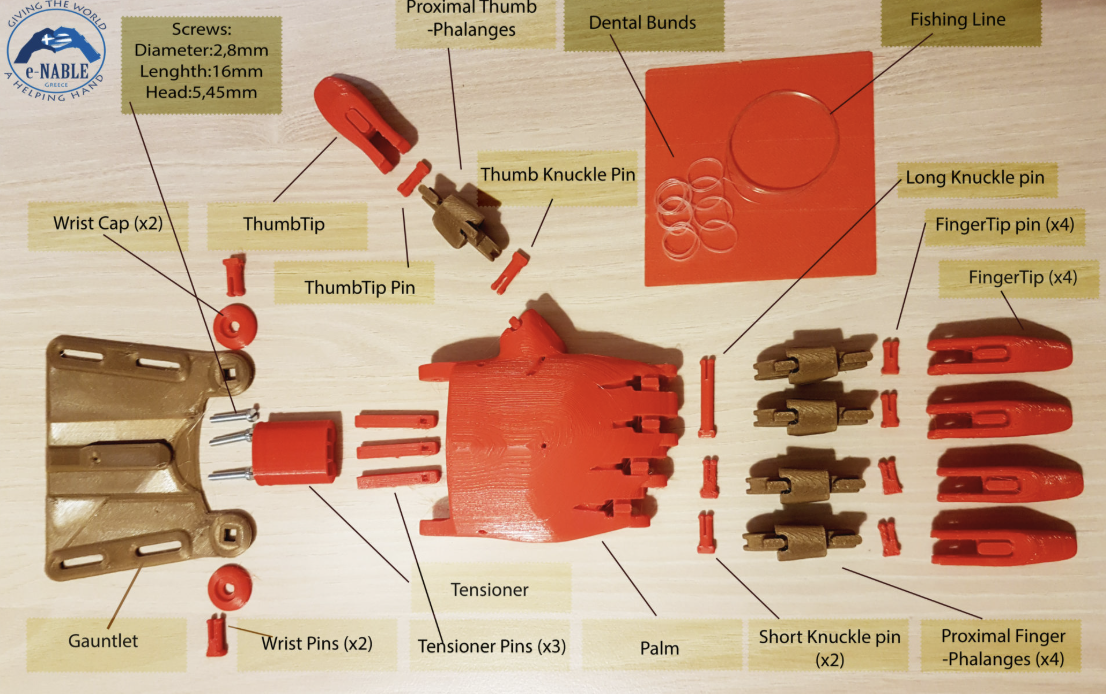 GIVING THE WORLD
e-NABLE
GREECE
A HELPING HAND
Screws:
Diameter:2,8mm
Lenghth:16mm
Head:5,45mm
Proximal Thumb
-Phalanges
Dental Bunds
Fishing Line
Thumb Knuckle Pin
Long Knuckle pin
Wrist Cap (x2)
ThumbTip
FingerTip pin (x4)
ThumbTip Pin
FingerTip (x4)
Tensioner
Gauntlet
Wrist Pins (x2)
Tensioner Pins (x3)
Palm
Short Knuckle pin
(x2)
Proximal Finger
-Phalanges (x4)